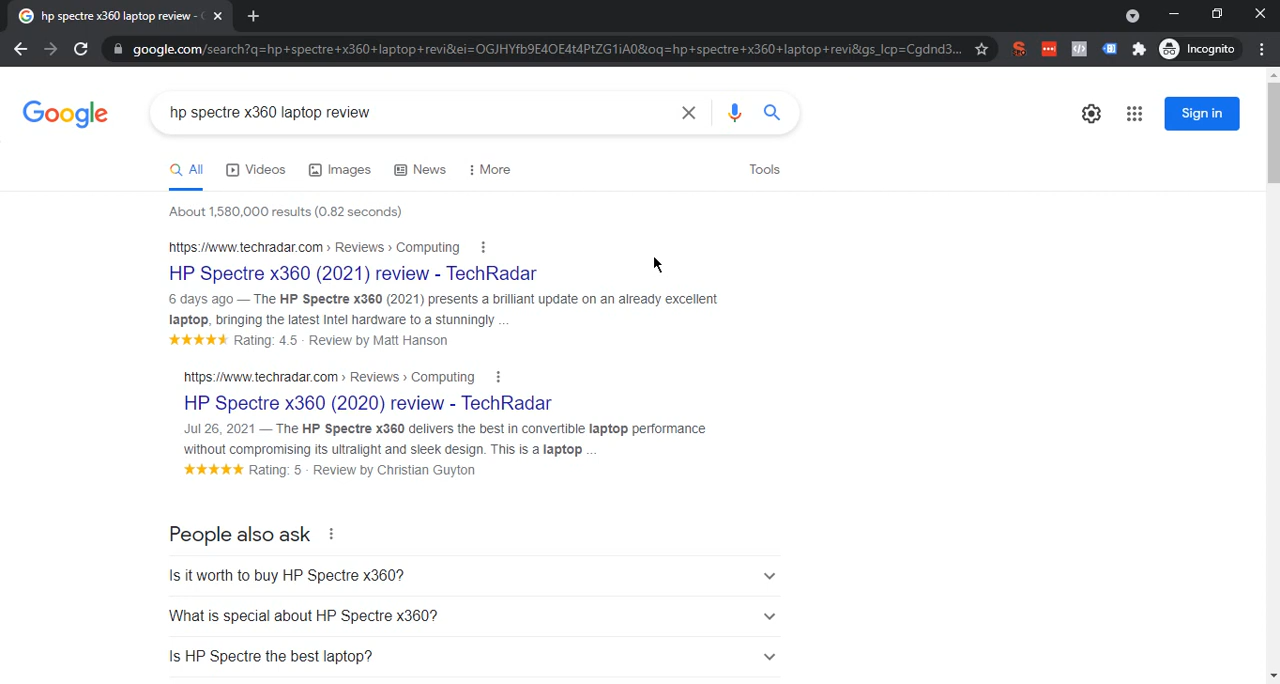 hp spectre x360 laptop review -
google.com/search?q=hp+spectre+x360+laptop+revi&ei=OGJHYfb9E4OE4t4PtZG1iA0&oq=hp+spectre+x360+laptop+revi&gs_lcp=Cgdnd3...
Incognito
Google
hp spectre x360 laptop review
Sign in
All Videos Images News More Tools
About 1,580,000 results (0.82 seconds)
https://www.techradar.com › Reviews › Computing
HP Spectre x360 (2021) review - TechRadar
6 days ago — The HP Spectre x360 (2021) presents a brilliant update on an already excellent
laptop, bringing the latest Intel hardware to a stunningly ...
Rating: 4.5 · Review by Matt Hanson
https://www.techradar.com › Reviews › Computing
HP Spectre x360 (2020) review - TechRadar
Jul 26, 2021 — The HP Spectre x360 delivers the best in convertible laptop performance
without compromising its ultralight and sleek design. This is a laptop ...
Rating: 5 · Review by Christian Guyton
People also ask
Is it worth to buy HP Spectre x360?
What is special about HP Spectre x360?
Is HP Spectre the best laptop?